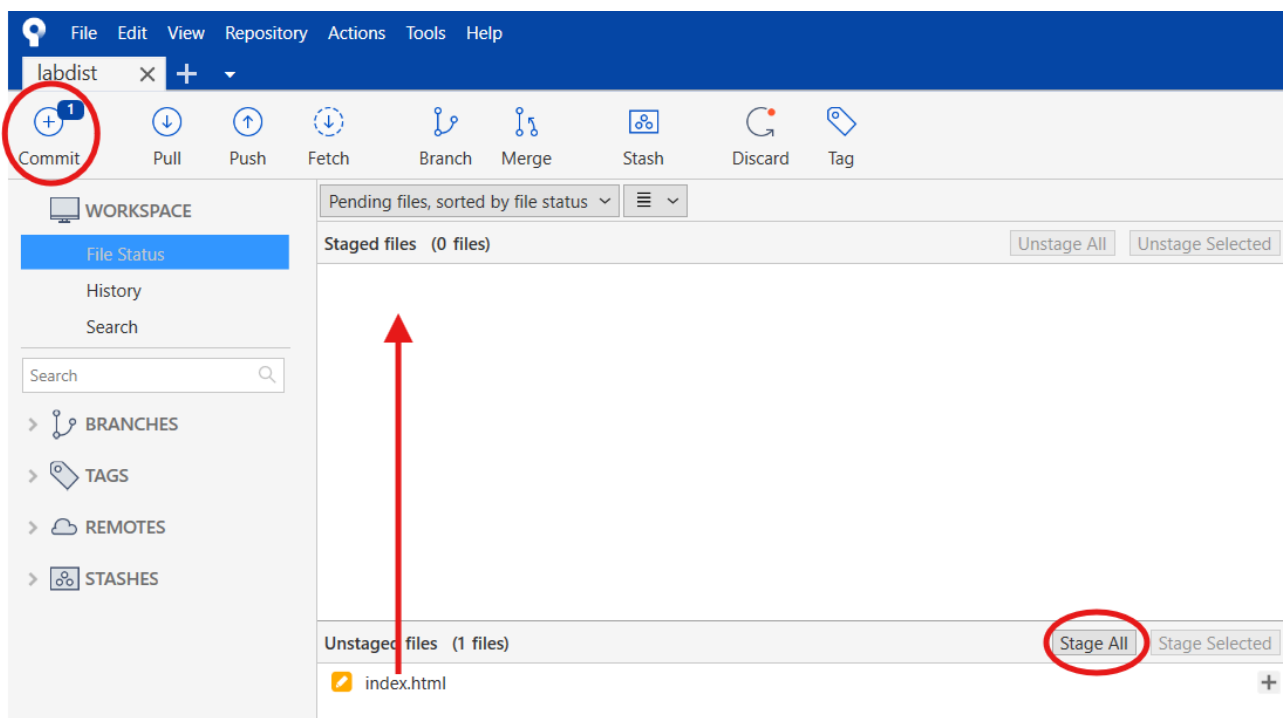 File Edit View Repository Actions Tools Help
labdist
1
Commit Pull Push Fetch Branch Merge Stash Discard Tag
WORKSPACE
Pending files, sorted by file status
File Status
Staged files (0 files) Unstage All Unstage Selected
History
Search
Search
BRANCHES
TAGS
REMOTES
STASHES
Unstaged files (1 files) Stage All Stage Selected
index.html